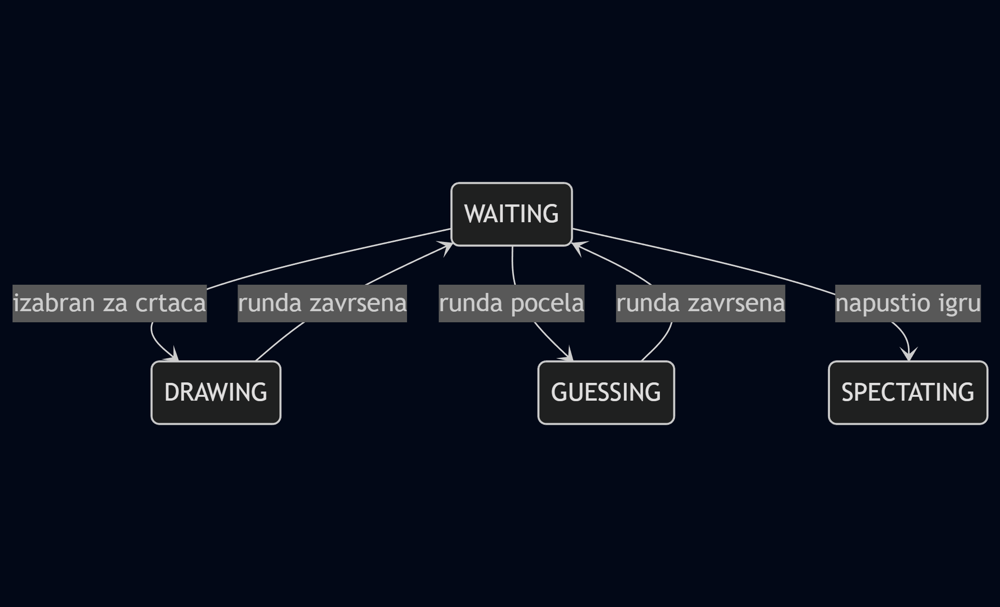 WAITING
izabran za crtaca
runda zavrsena
runda pocela
runda zavrsena
napustio igru
DRAWING
GUESSING
SPECTATING